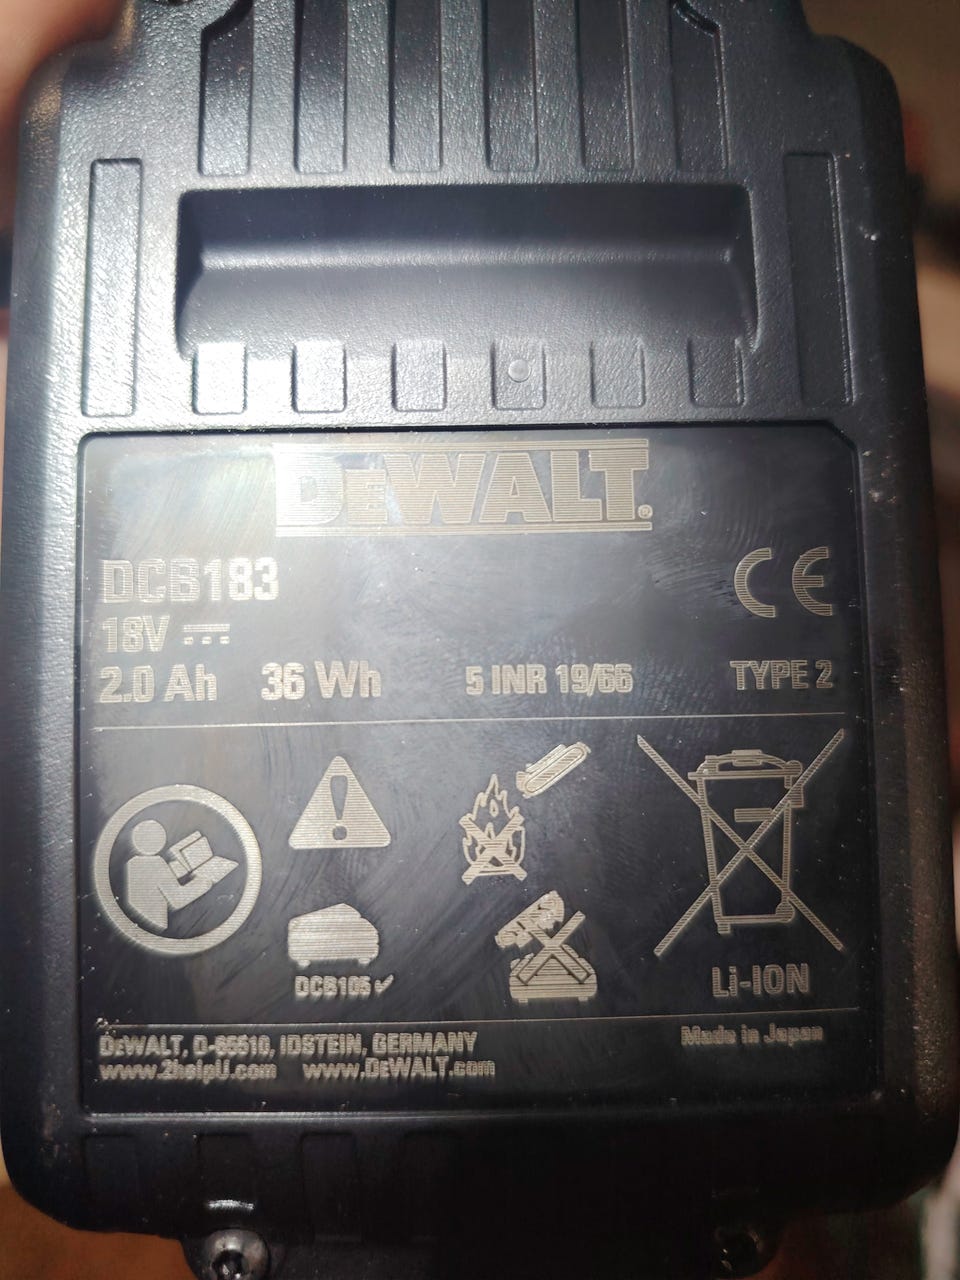 DEWALT®
DCB183
CE
18V
2.0 Ah 36 Wh 5 INR 19/66 TYPE 2
DCB105
Li-ION
DEWALT, D-65510, IDSTEIN, GERMANY
Made in Japan
www.2helpU.com www.DEWALT.com